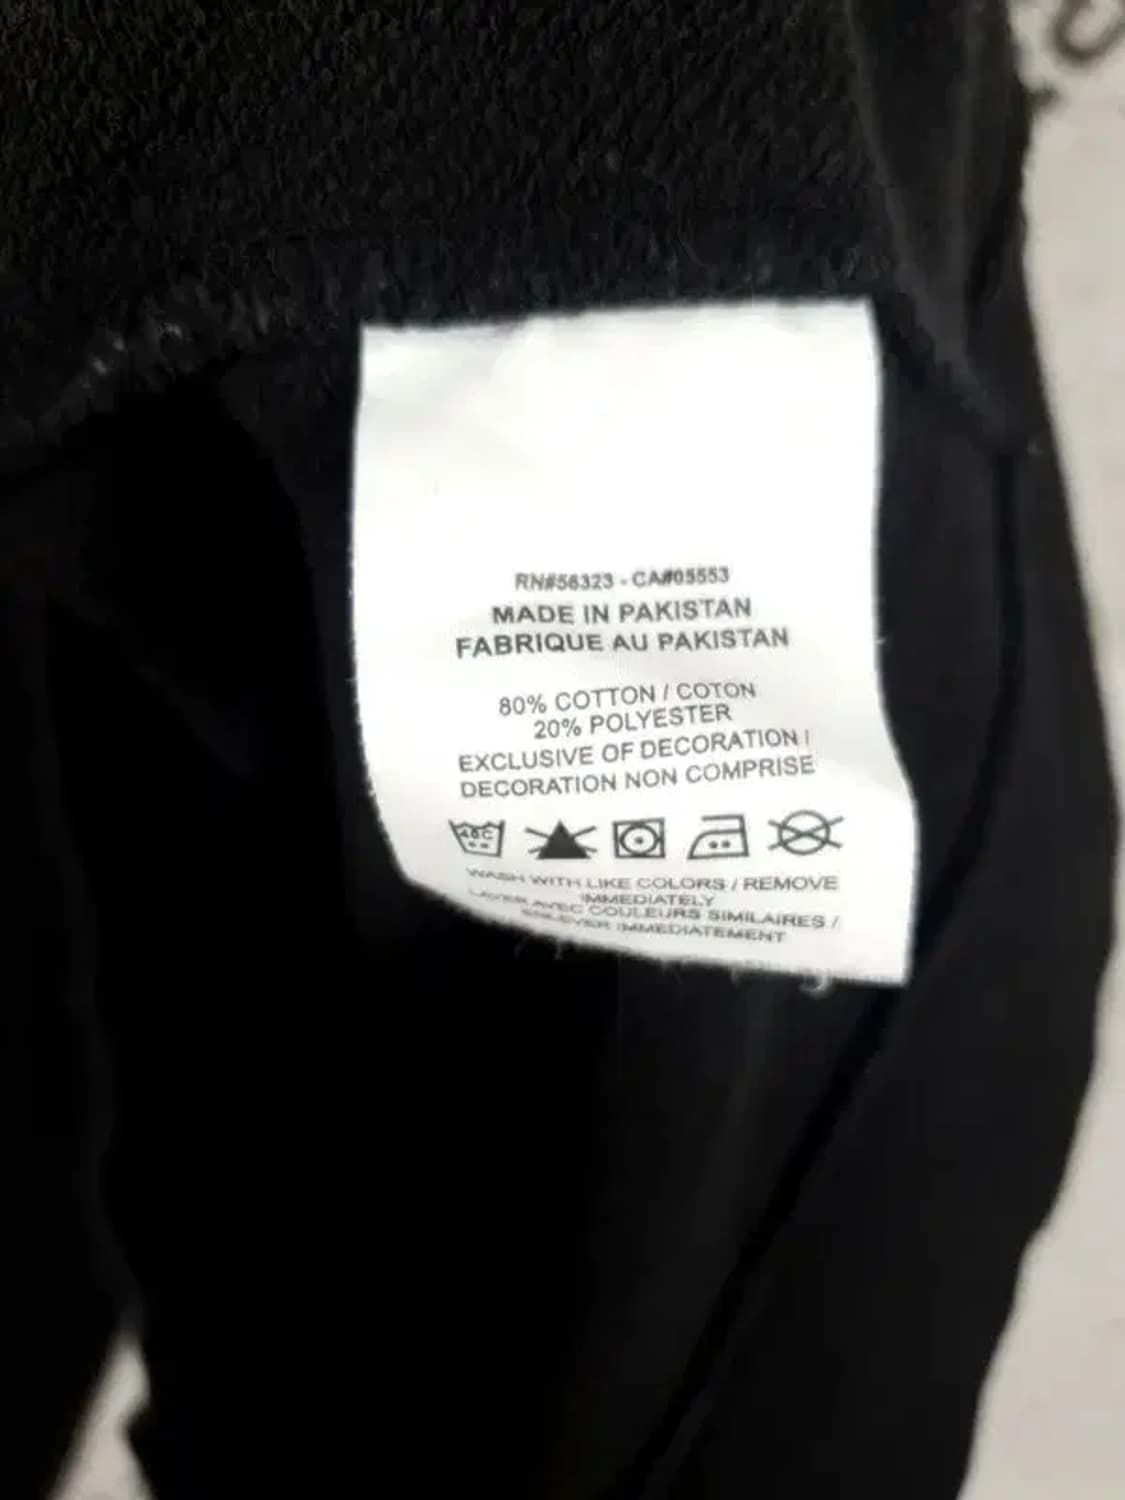 RN#56323 - CA#05553
MADE IN PAKISTAN
FABRIQUE AU PAKISTAN
80% COTTON / COTON
20% POLYESTER
EXCLUSIVE OF DECORATION /
DECORATION NON COMPRISE
WASH WITH LIKE COLORS / REMOVE
IMMEDIATELY
LAVER AVEC COULEURS SIMILAIRES /
ENLEVER IMMEDIATEMENT